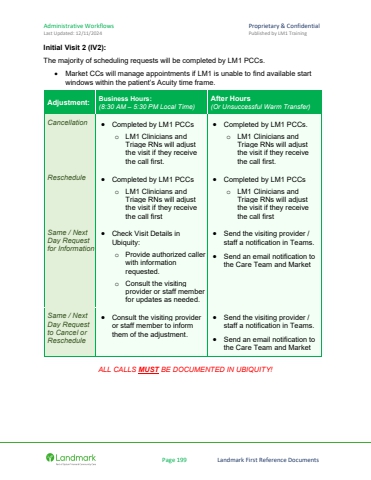 Administrative Workflows
Proprietary & Confidential
Last Updated: 12/11/2024
Published by LM1 Training
Initial Visit 2 (IV2):
The majority of scheduling requests will be completed by LM1 PCCs.
• Market CCs will manage appointments if LM1 is unable to find available start
windows within the patient's Acuity time frame.
Adjustment:
Business Hours:
(8:30 AM – 5:30 PM Local Time)
After Hours
(Or Unsuccessful Warm Transfer)
Cancellation
• Completed by LM1 PCCs
o LM1 Clinicians and
Triage RNs will adjust
the visit if they receive
the call first.
• Completed by LM1 PCCs.
o LM1 Clinicians and
Triage RNs will adjust
the visit if they receive
the call first.
Reschedule
• Completed by LM1 PCCs
o LM1 Clinicians and
Triage RNs will adjust
the visit if they receive
the call first
• Completed by LM1 PCCs
o LM1 Clinicians and
Triage RNs will adjust
the visit if they receive
the call first
Same / Next
Day Request
for Information
• Check Visit Details in
Ubiquity:
o Provide authorized caller
with information
requested.
o Consult the visiting
provider or staff member
for updates as needed.
• Send the visiting provider /
staff a notification in Teams.
• Send an email notification to
the Care Team and Market
Same / Next
Day Request
to Cancel or
Reschedule
• Consult the visiting provider
or staff member to inform
them of the adjustment.
• Send the visiting provider /
staff a notification in Teams.
• Send an email notification to
the Care Team and Market
ALL CALLS MUST BE DOCUMENTED IN UBIQUITY!
Landmark
Page 199
Landmark First Reference Documents